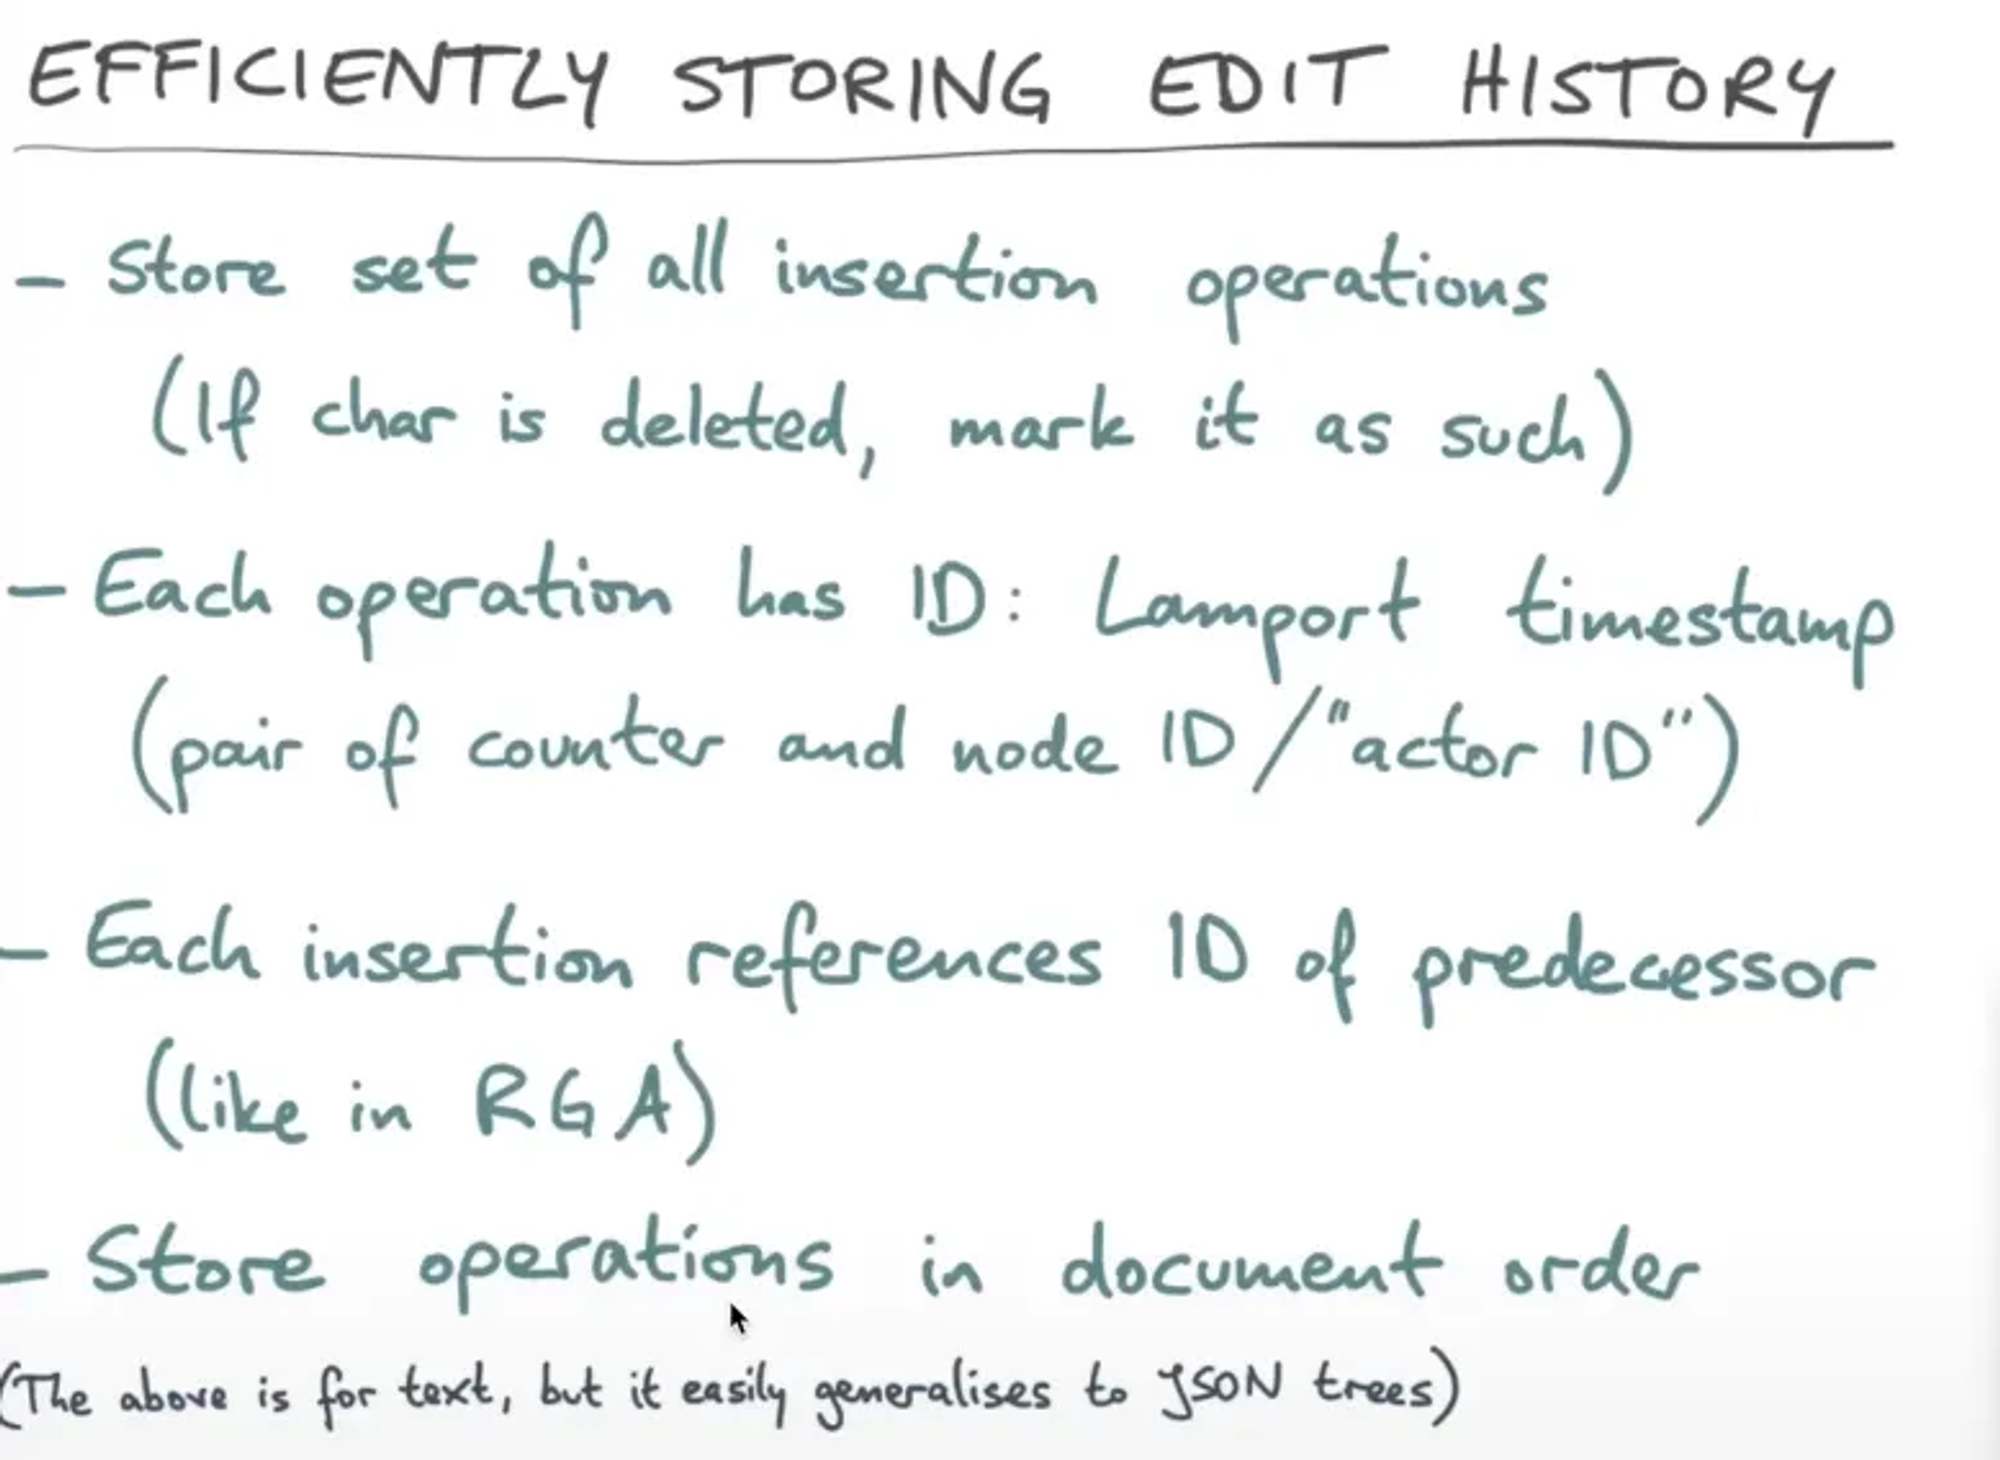 EFFICIENTLY STORING EDIT HISTORY
- Store set of all insertion operations
(If char is deleted, mark it as such)
- Each operation has ID: Lamport timestamp
(pair of counter and node ID/"actor ID")
- Each insertion references ID of predecessor
(like in RGA)
- Store operations in document order
(The above is for text, but it easily generalises to JSON trees)